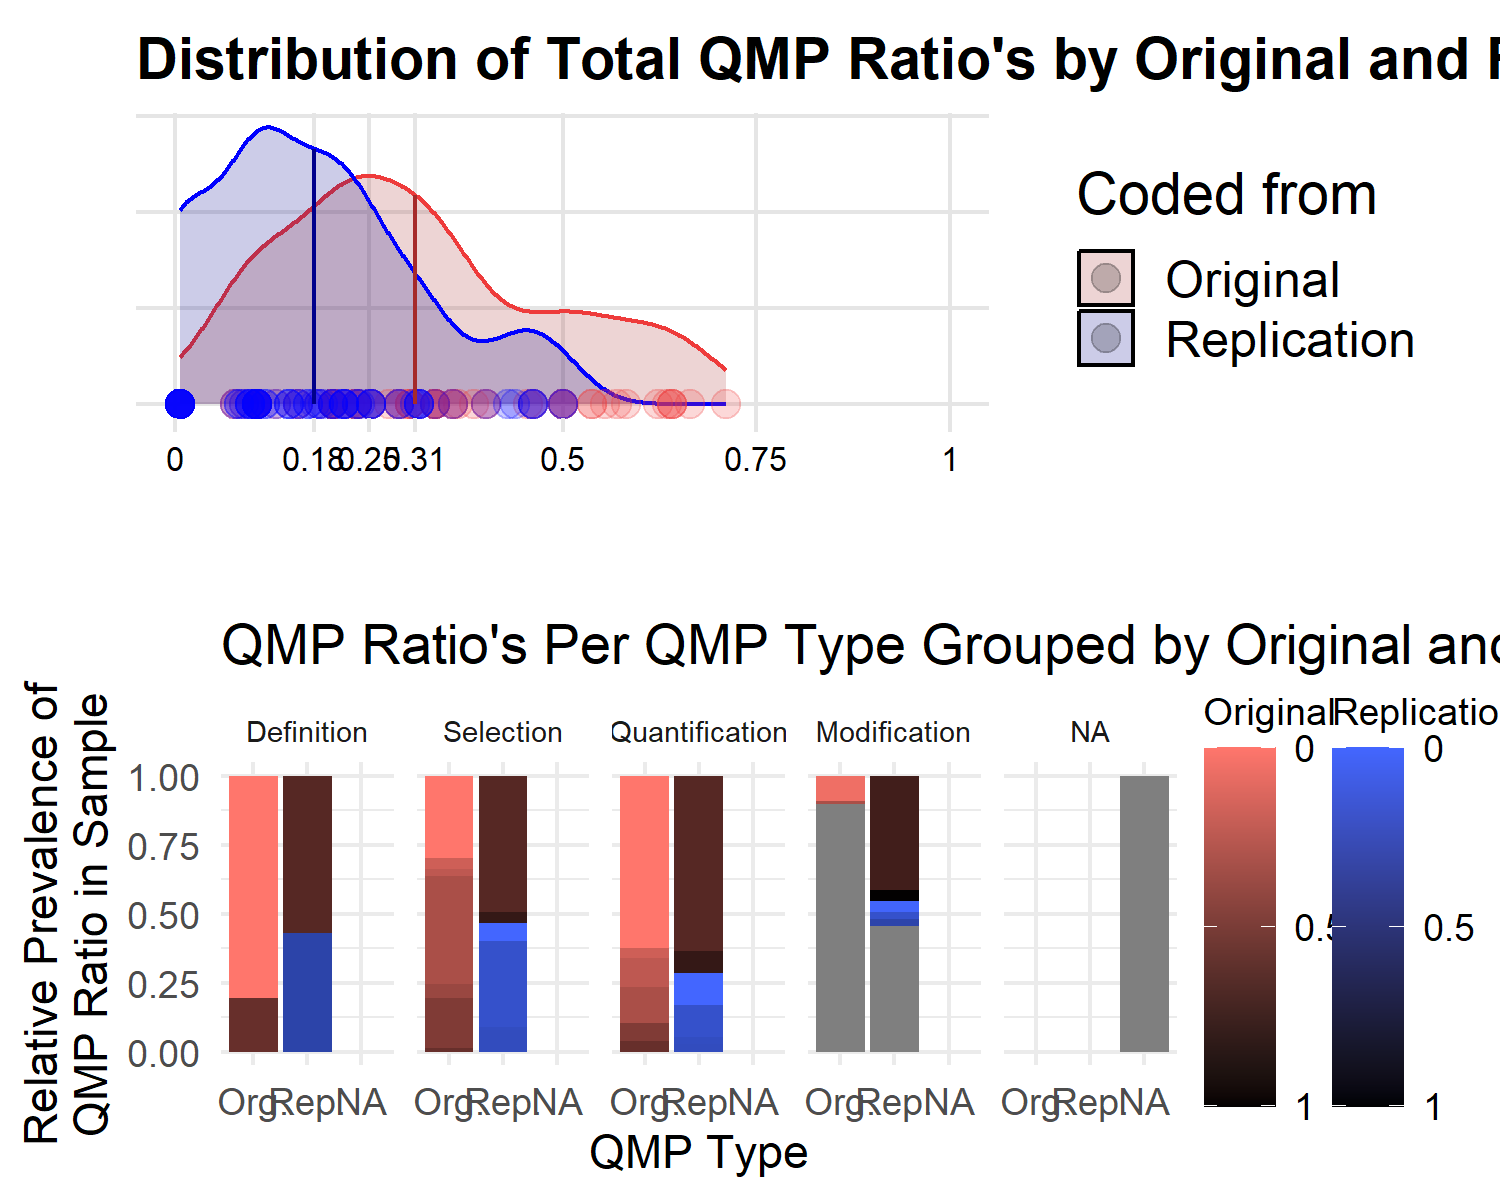 Distribution of Total QMP Ratio's by Original and
Coded from
Original
Replication
0 0.18 0.25 0.31 0.5 0.75 1
QMP Ratio's Per QMP Type Grouped by Original and
Relative Prevalence of
QMP Ratio in Sample
Definition Selection Quantification Modification NA
1.00
0.75
0.50
0.25
0.00
Org. Rep NA Org. Rep NA Org. Rep NA Org. Rep NA Org. Rep NA
QMP Type
Original Replicatio
0 0
0.5 0.5
1 1